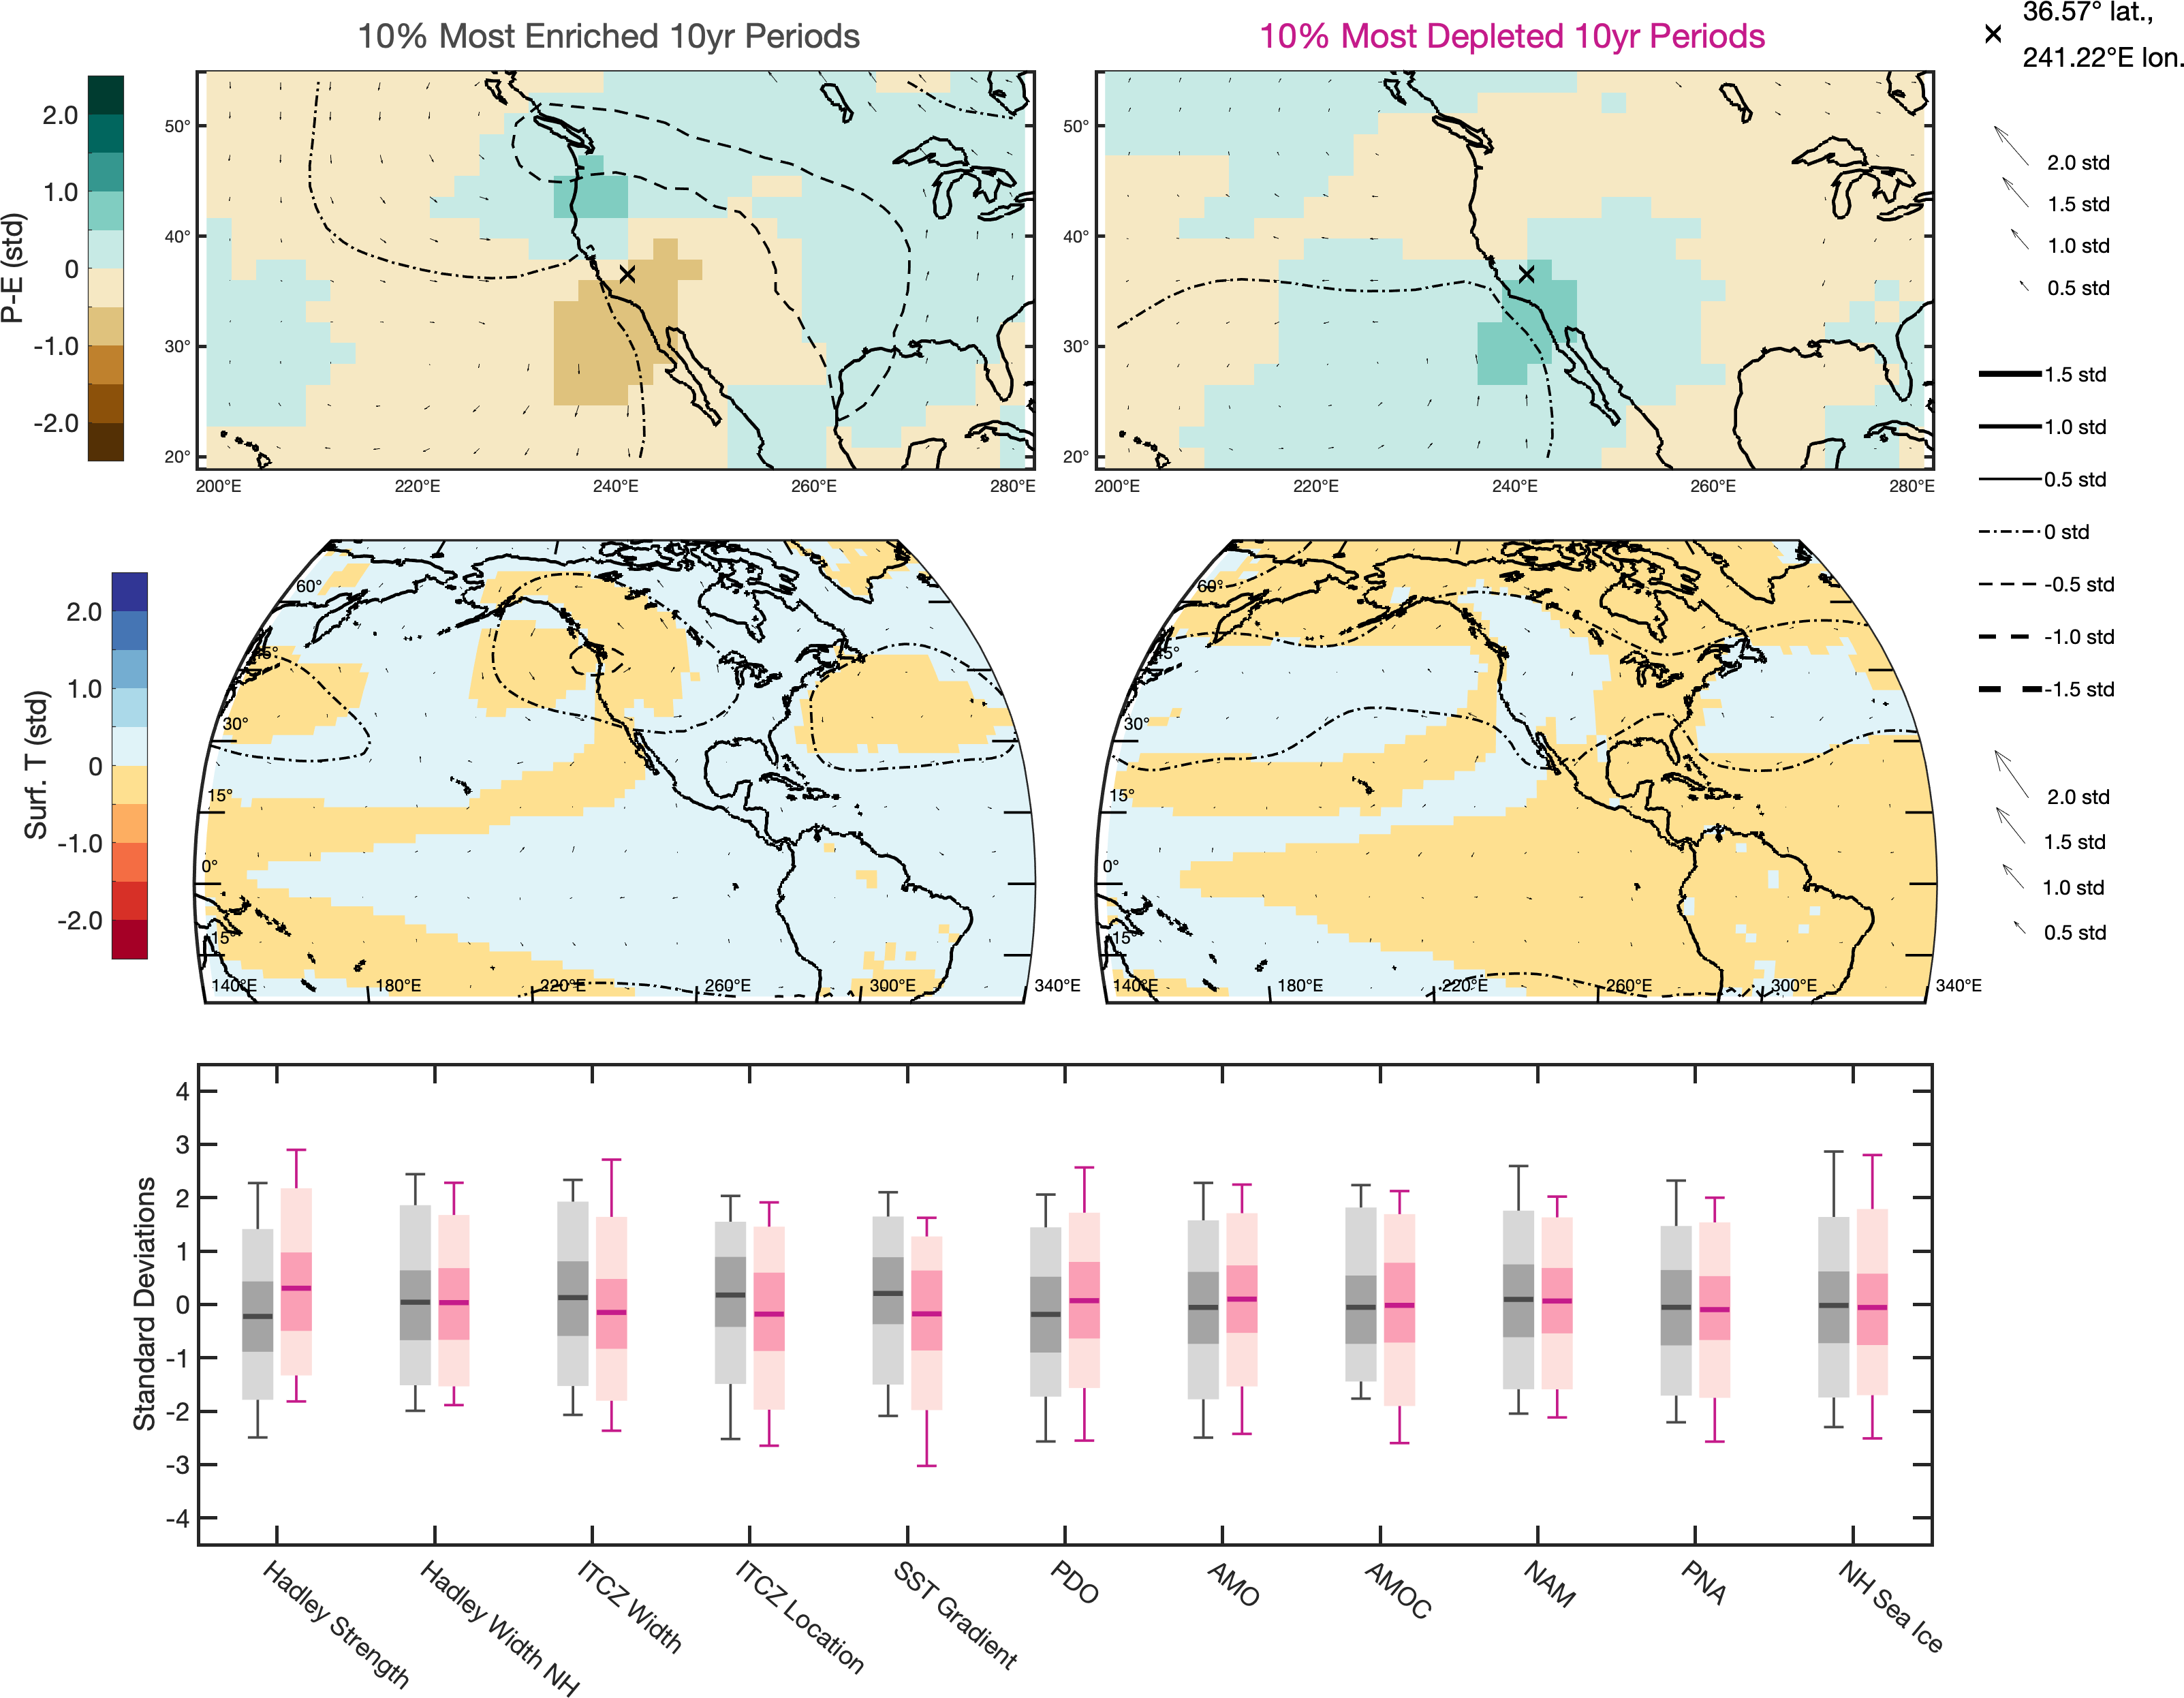 10% Most Enriched 10yr Periods
10% Most Depleted 10yr Periods
36.57° lat.,
241.22°E lon.
P-E (std)
2.0
1.0
0
-1.0
-2.0
50°
40°
30°
20°
200°E 220°E 240°E 260°E 280°E
50°
40°
30°
20°
200°E 220°E 240°E 260°E 280°E
2.0 std
1.5 std
1.0 std
0.5 std
1.5 std
1.0 std
0.5 std
0 std
-0.5 std
-1.0 std
-1.5 std
2.0 std
1.5 std
1.0 std
0.5 std
Surf. T (std)
2.0
1.0
0
-1.0
-2.0
60°
45°
30°
15°
0°
15°
140°E 180°E 220°E 260°E 300°E 340°E
60°
45°
30°
15°
0°
15°
140°E 180°E 220°E 260°E 300°E 340°E
Standard Deviations
4
3
2
1
0
-1
-2
-3
-4
Hadley Strength
Hadley Width NH
ITCZ Width
ITCZ Location
SST Gradient
PDO
AMO
AMOC
NAM
PNA
NH Sea Ice